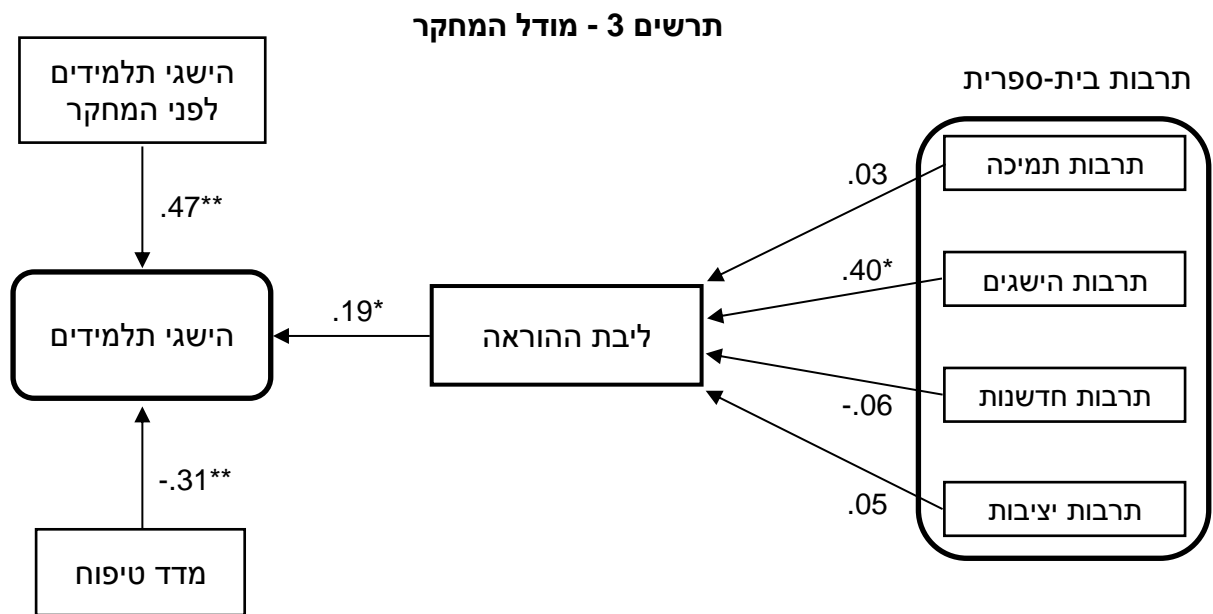 תרשים 3 - מודל המחקר
תרבות בית-ספרית
תרבות תמיכה
תרבות הישגים
תרבות חדשנות
תרבות יציבות
.03
.40*
-.06
.05
ליבת ההוראה
.19*
הישגי תלמידים
לפני המחקר
.47**
הישגי תלמידים
-.31**
מדד טיפוח